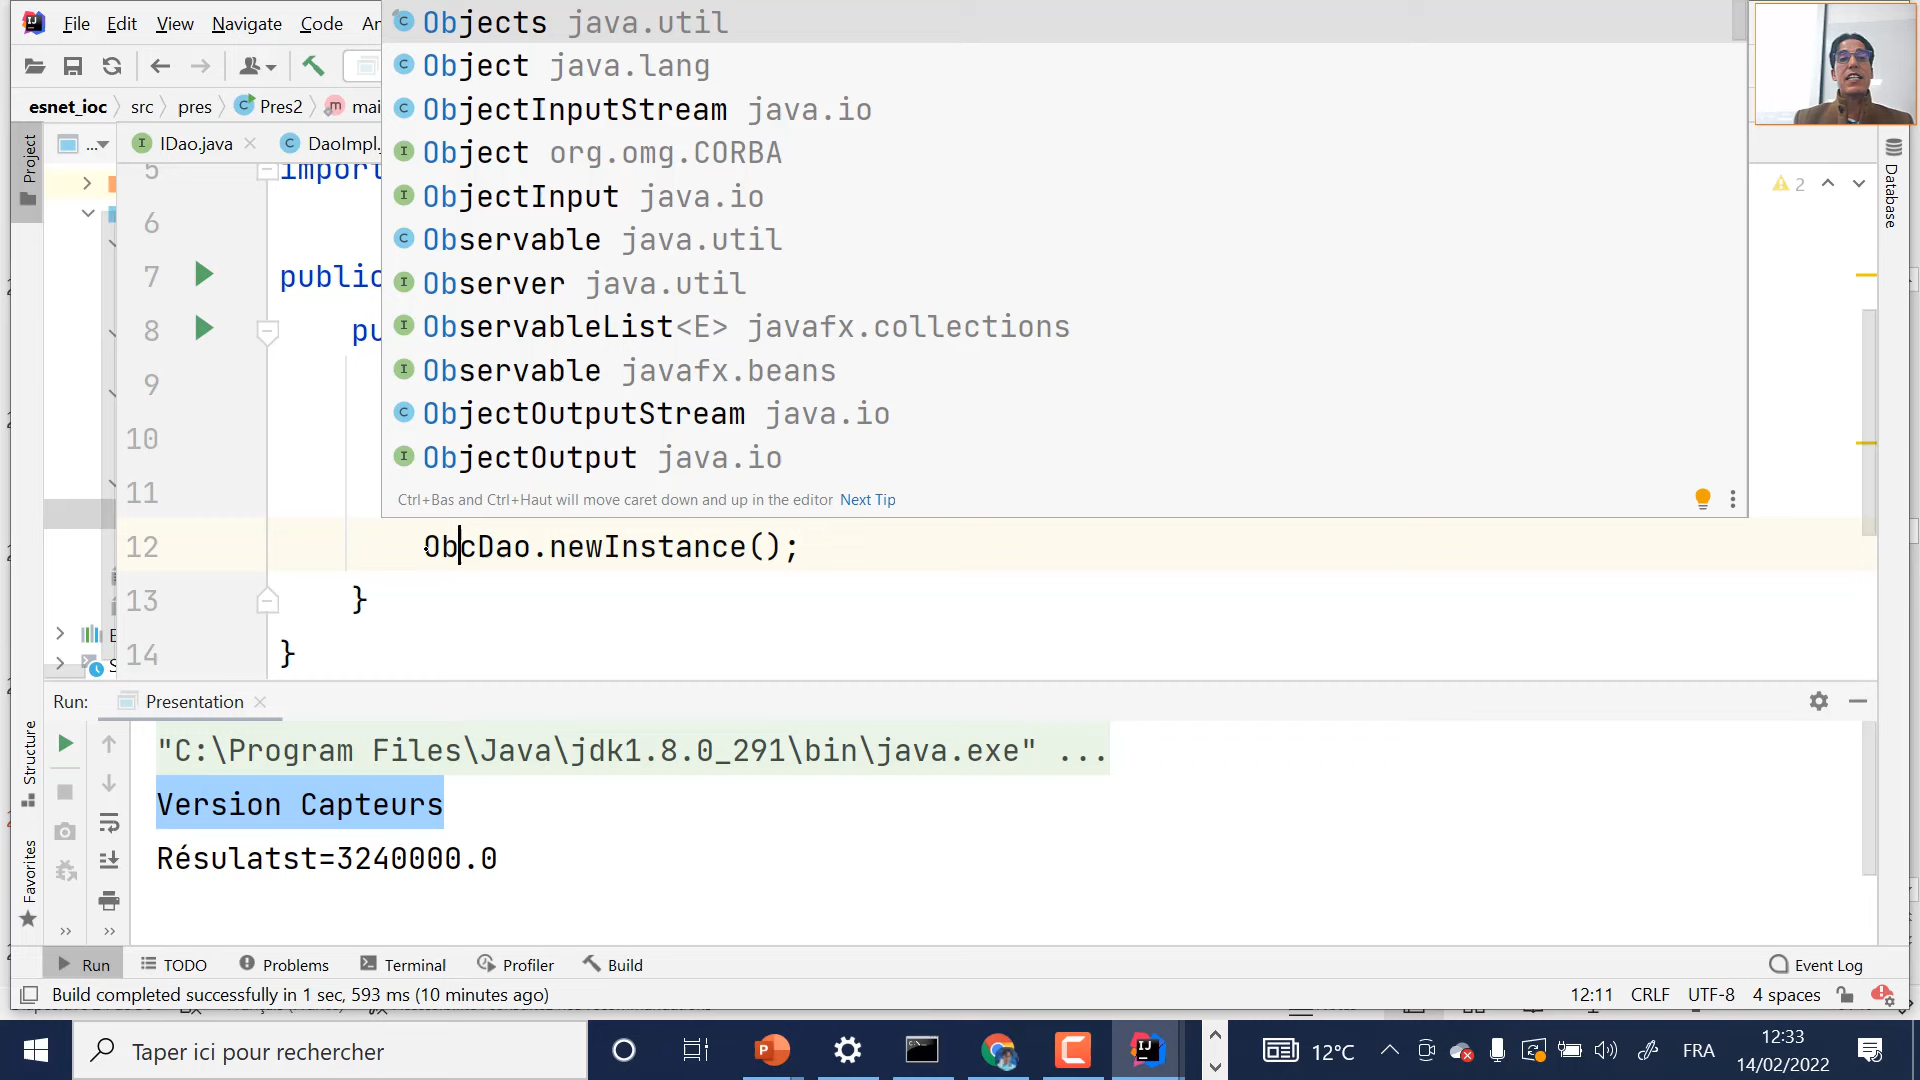 File Edit View Navigate Code An
Objects java.util
Object java.lang
ObjectInputStream java.io
Object org.omg.CORBA
ObjectInput java.io
Observable java.util
Observer java.util
ObservableList<E> javafx.collections
Observable javafx.beans
ObjectOutputStream java.io
ObjectOutput java.io
Ctrl+Bas and Ctrl+Haut will move caret down and up in the editor Next Tip
esnet_ioc src pres Pres2 mai
Project
... IDao.java DaoImpl.
2
Database
5 import
6
7 public
8 pu
9
10
11
12 ObcDao.newInstance();
13 }
14 }
Run: Presentation
Structure
Favorites
"C:\Program Files\Java\jdk1.8.0_291\bin\java.exe" ...
Version Capteurs
Résulatst=3240000.0
Run TODO Problems Terminal Profiler Build Event Log
Build completed successfully in 1 sec, 593 ms (10 minutes ago) 12:11 CRLF UTF-8 4 spaces
Taper ici pour rechercher
12°C FRA 12:33
14/02/2022